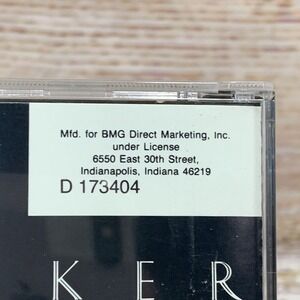 Mfd. for BMG Direct Marketing, Inc.
under License
6550 East 30th Street,
Indianapolis, Indiana 46219
D 173404
K E R